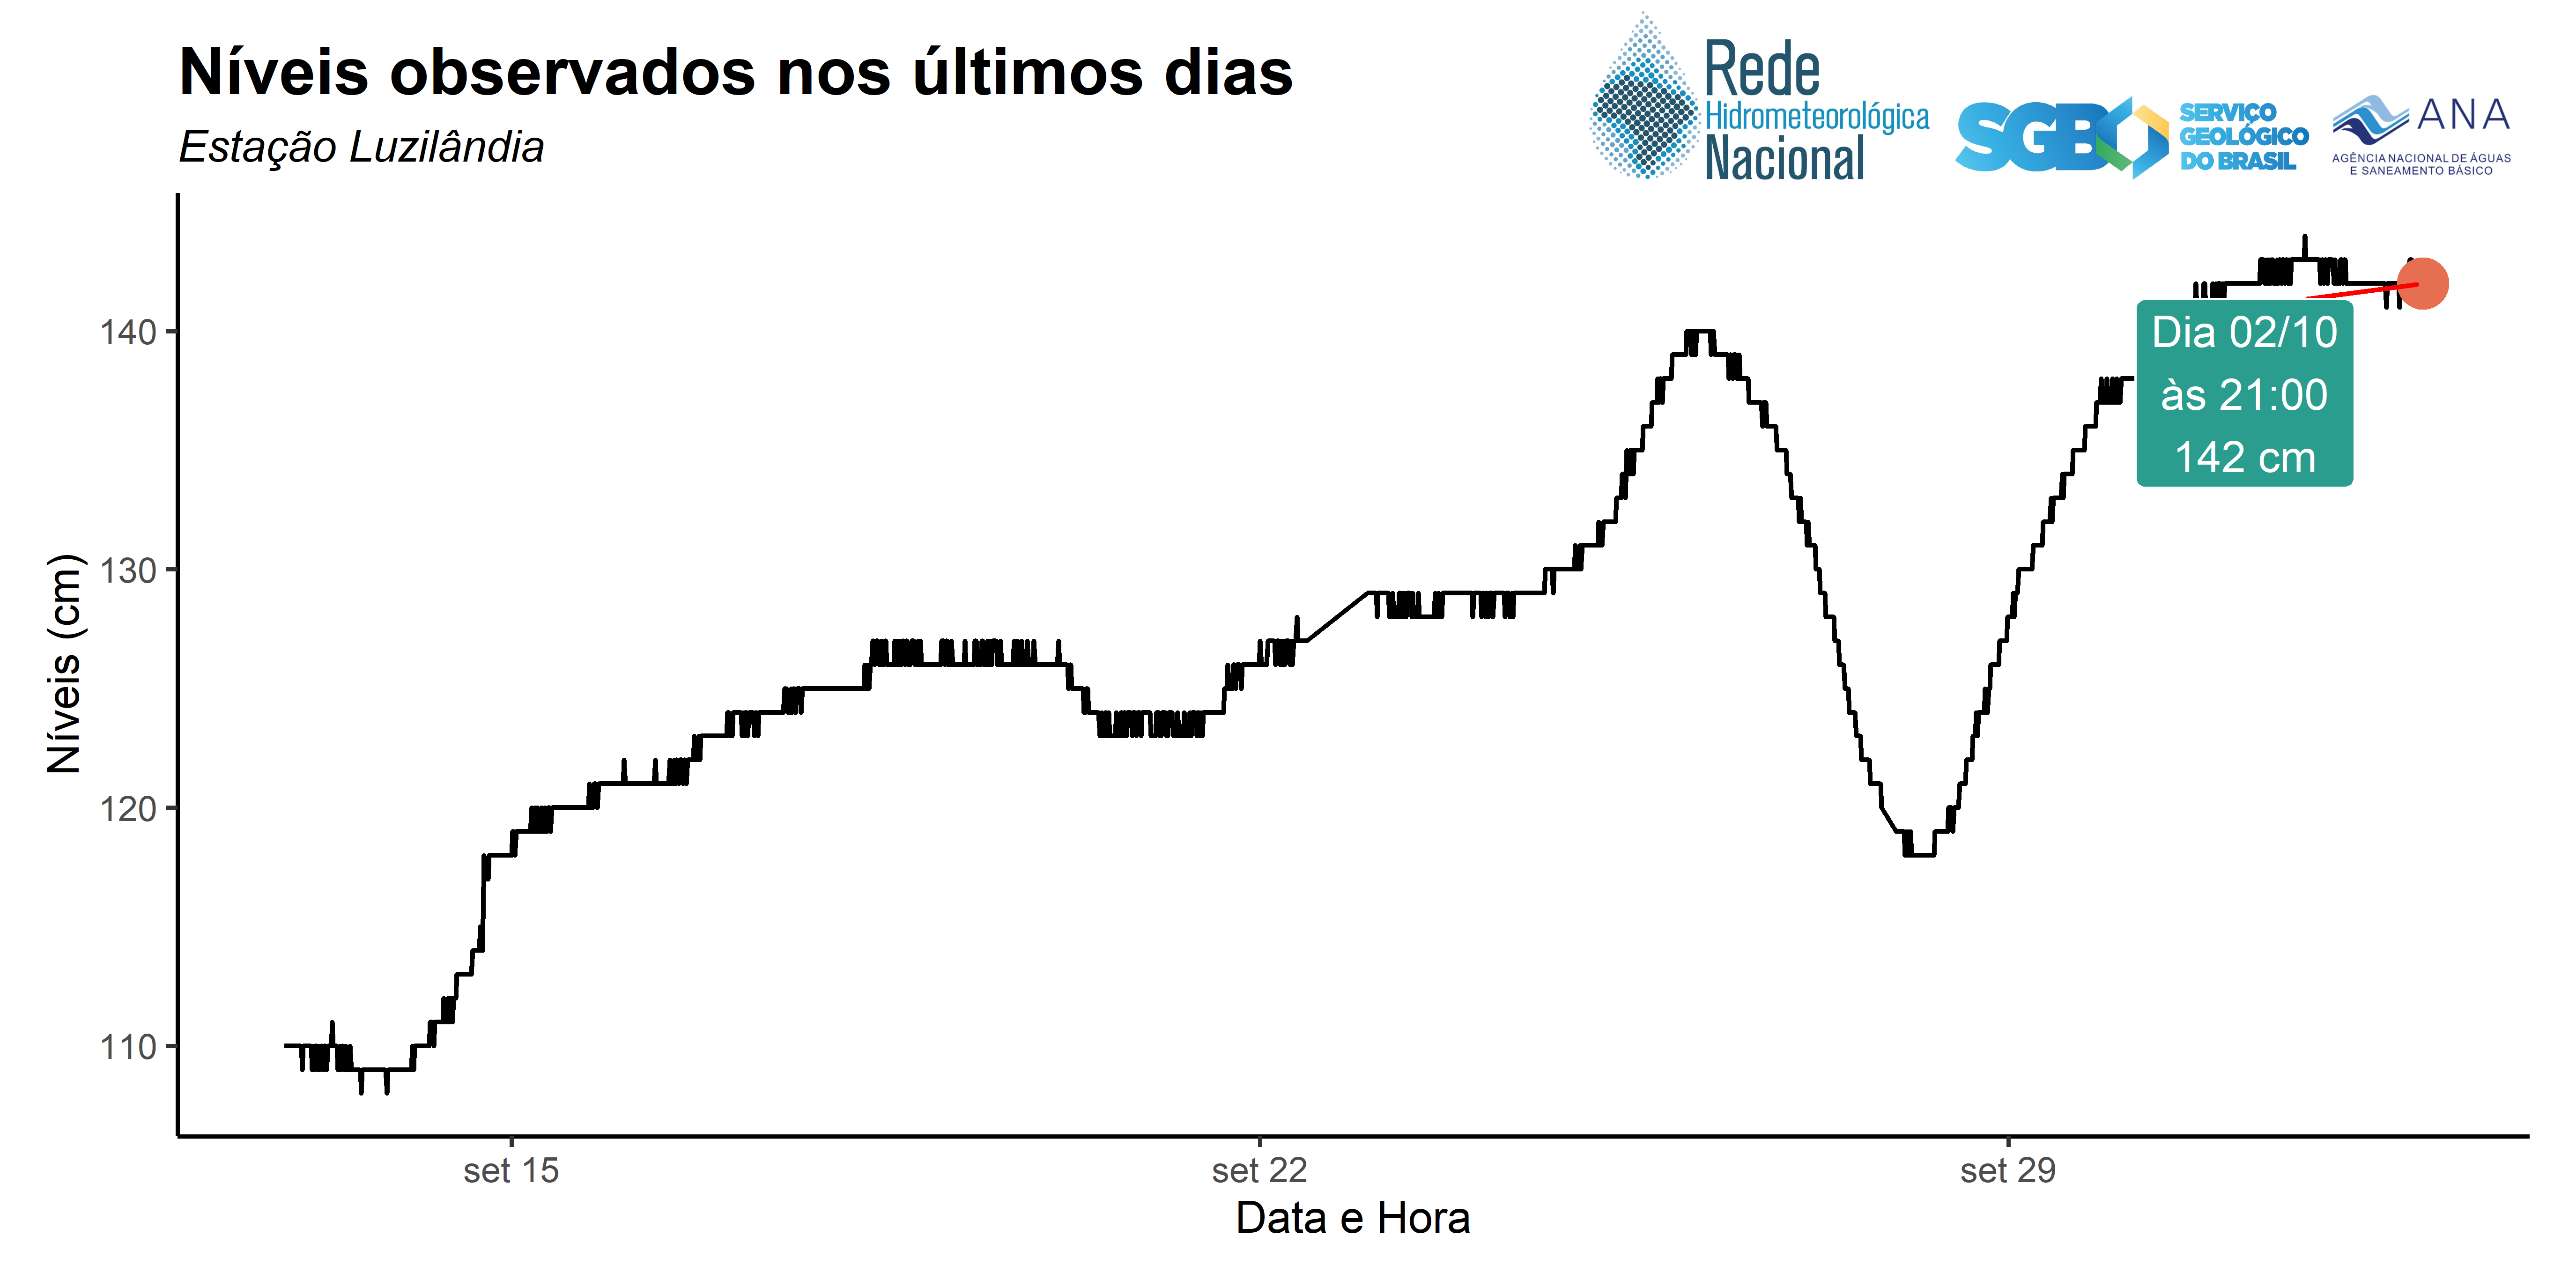 Níveis observados nos últimos dias
Estação Luzilândia
Rede
Hidrometeorológica
Nacional
SGB
SERVIÇO
GEOLÓGICO
DO BRASIL
ANA
AGÊNCIA NACIONAL DE ÁGUAS
E SANEAMENTO BÁSICO
Níveis (cm)
140
130
120
110
Dia 02/10
às 21:00
142 cm
set 15
set 22
set 29
Data e Hora